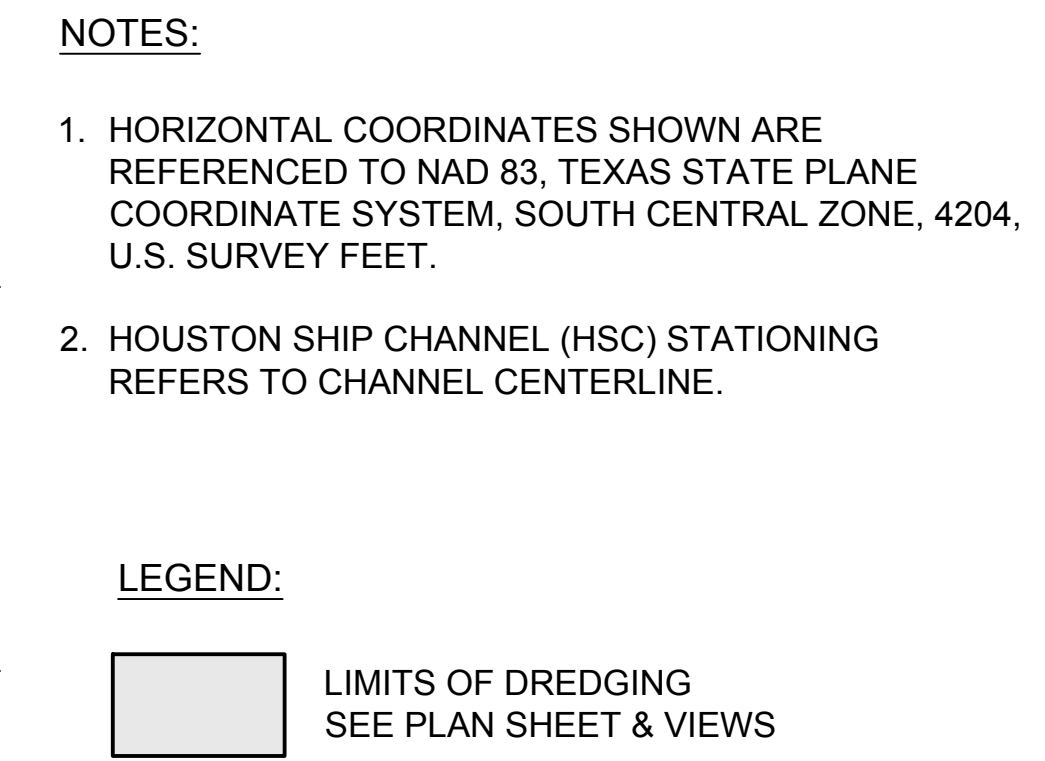 NOTES:
1. HORIZONTAL COORDINATES SHOWN ARE
REFERENCED TO NAD 83, TEXAS STATE PLANE
COORDINATE SYSTEM, SOUTH CENTRAL ZONE, 4204,
U.S. SURVEY FEET.
2. HOUSTON SHIP CHANNEL (HSC) STATIONING
REFERS TO CHANNEL CENTERLINE.
LEGEND:
LIMITS OF DREDGING
SEE PLAN SHEET & VIEWS